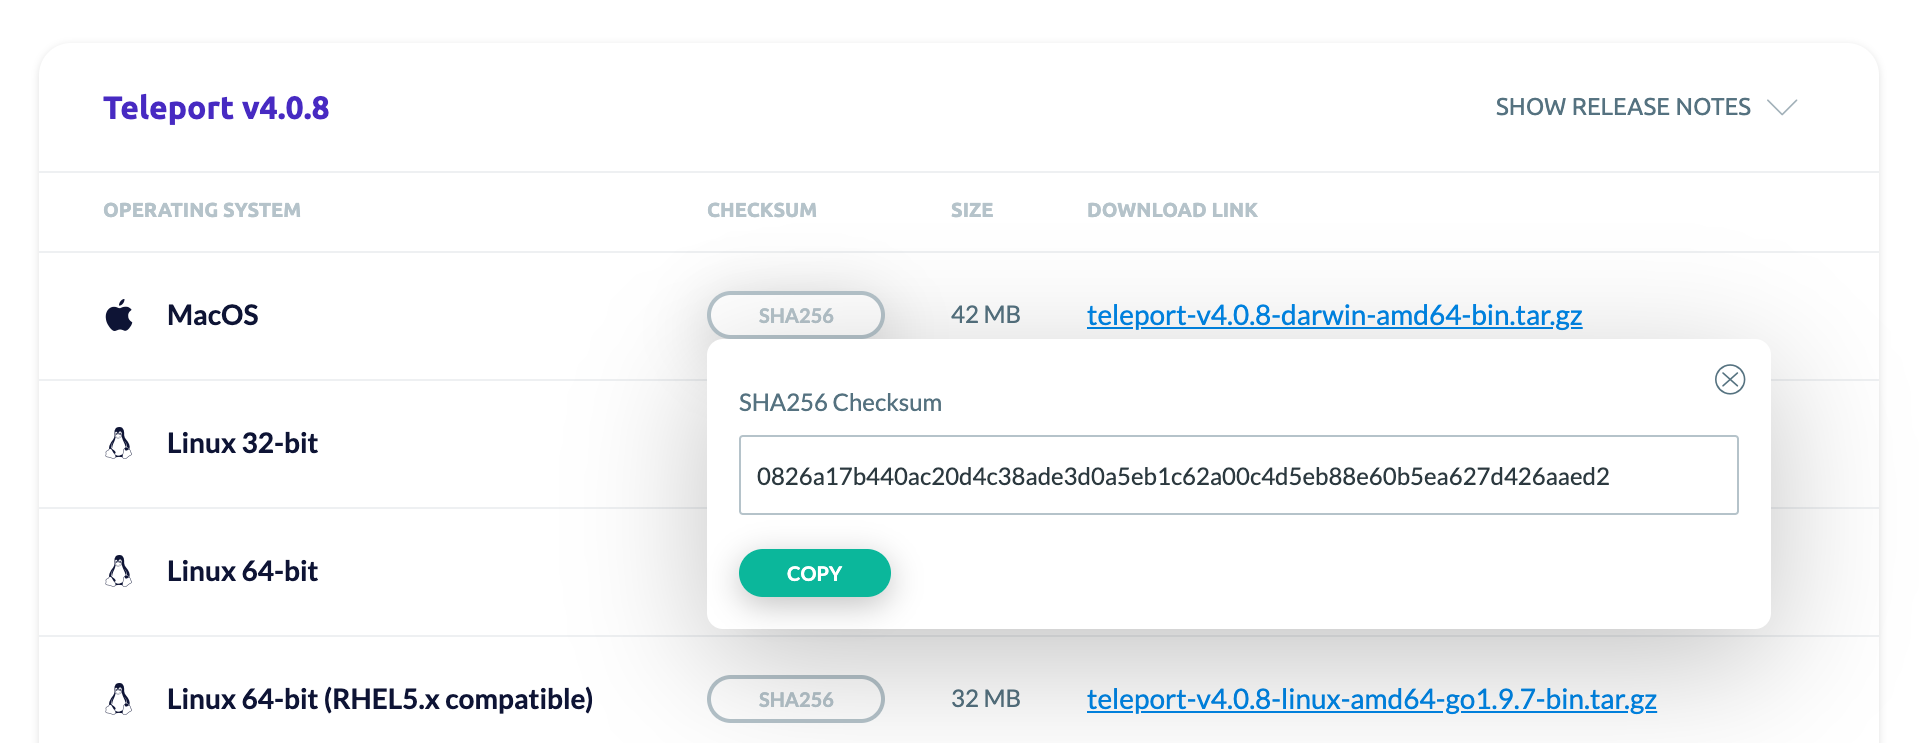 Teleport v4.0.8
SHOW RELEASE NOTES
OPERATING SYSTEM CHECKSUM SIZE DOWNLOAD LINK
MacOS SHA256 42 MB teleport-v4.0.8-darwin-amd64-bin.tar.gz
SHA256 Checksum
Linux 32-bit
0826a17b440ac20d4c38ade3d0a5eb1c62a00c4d5eb88e60b5ea627d426aaed2
Linux 64-bit
COPY
Linux 64-bit (RHEL5.x compatible) SHA256 32 MB teleport-v4.0.8-linux-amd64-go1.9.7-bin.tar.gz